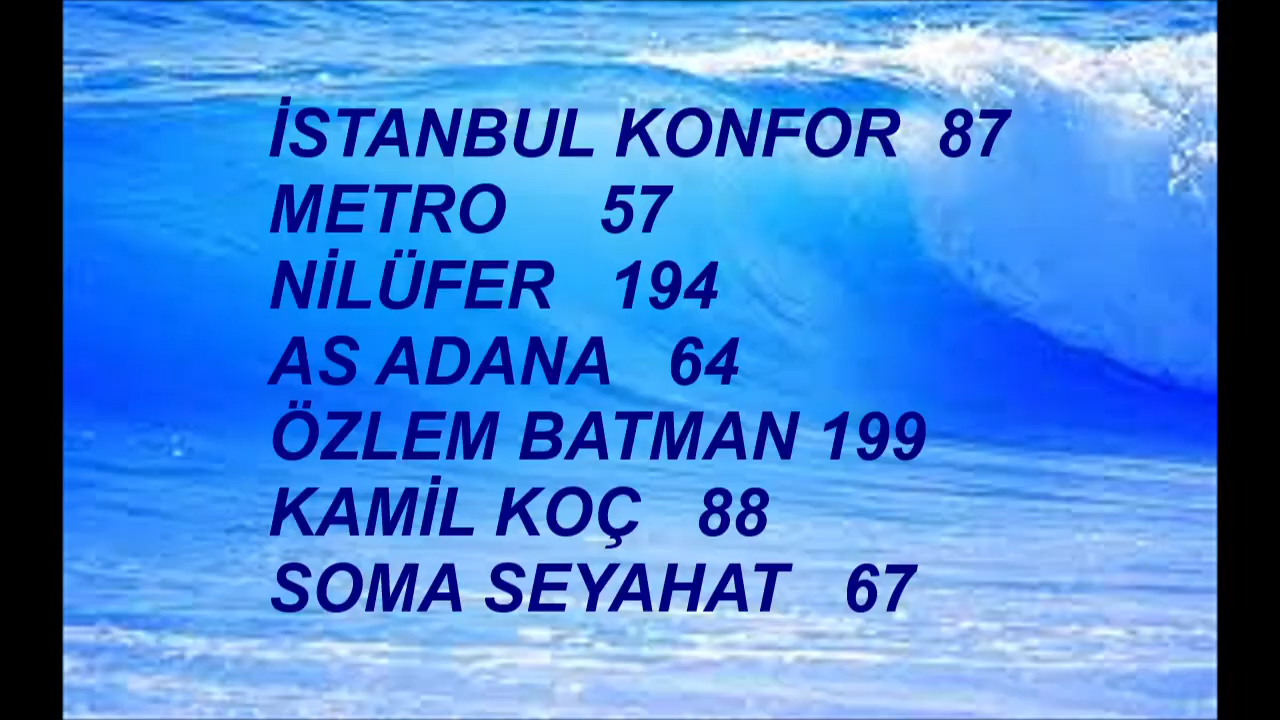 İSTANBUL KONFOR 87
METRO 57
NİLÜFER 194
AS ADANA 64
ÖZLEM BATMAN 199
KAMİL KOÇ 88
SOMA SEYAHAT 67